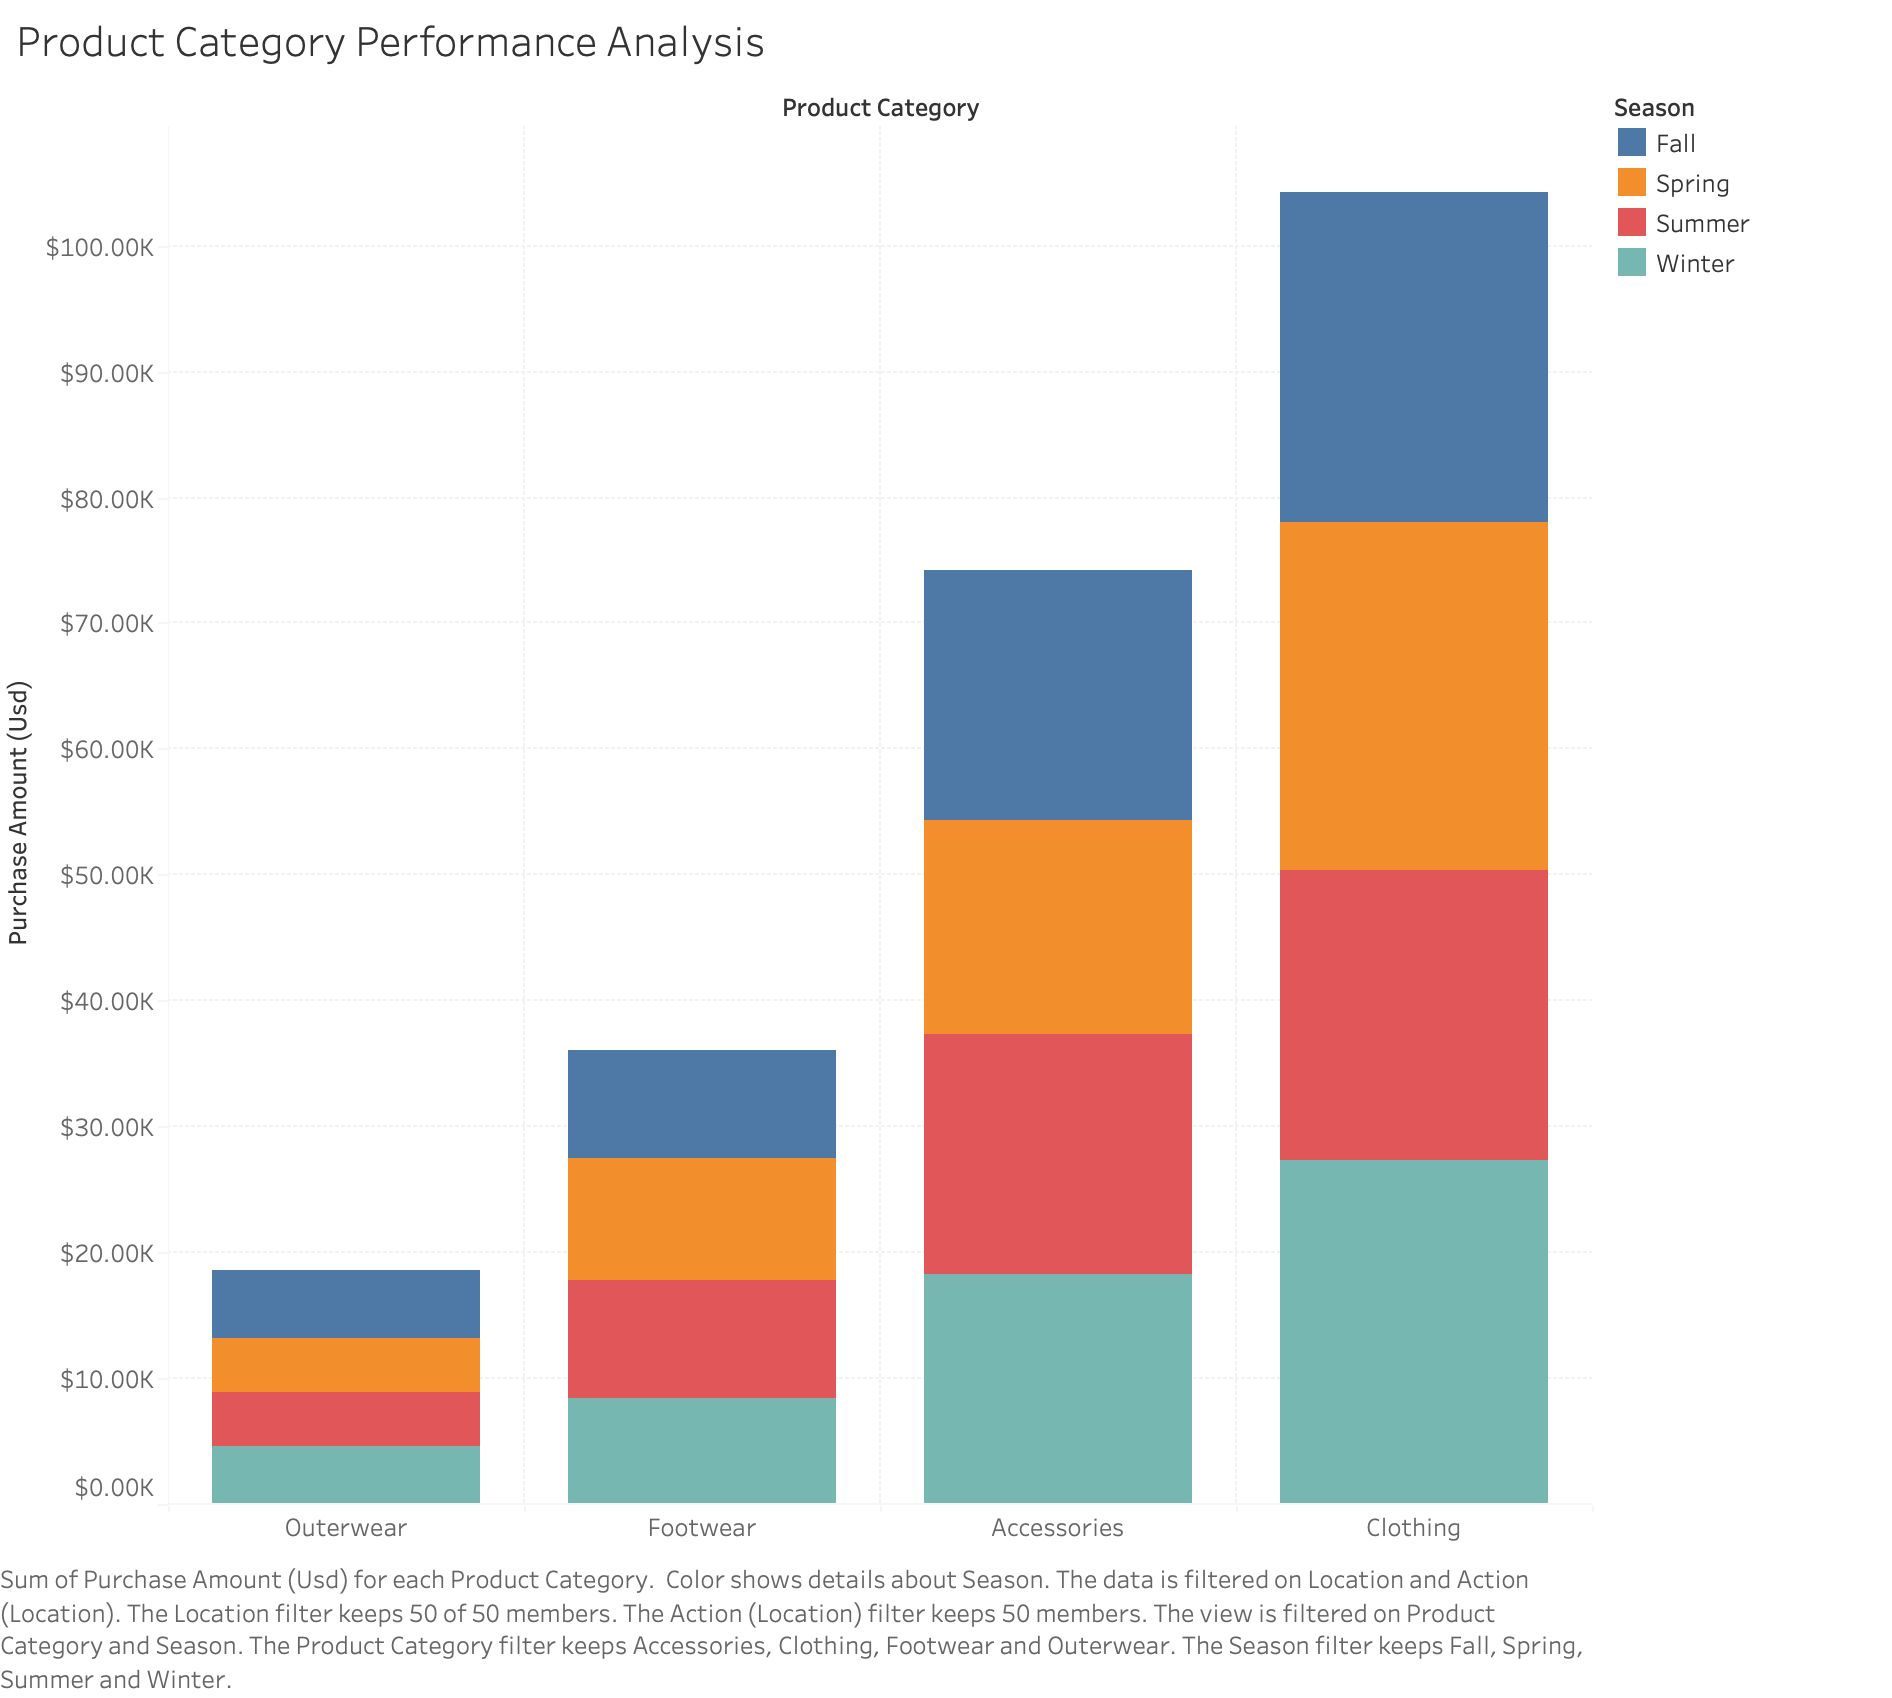 Product Category Performance Analysis
Product Category
Season
Fall
Spring
Summer
Winter
Purchase Amount (Usd)
$100.00K
$90.00K
$80.00K
$70.00K
$60.00K
$50.00K
$40.00K
$30.00K
$20.00K
$10.00K
$0.00K
Outerwear
Footwear
Accessories
Clothing
Sum of Purchase Amount (Usd) for each Product Category.  Color shows details about Season. The data is filtered on Location and Action
(Location). The Location filter keeps 50 of 50 members. The Action (Location) filter keeps 50 members. The view is filtered on Product
Category and Season. The Product Category filter keeps Accessories, Clothing, Footwear and Outerwear. The Season filter keeps Fall, Spring,
Summer and Winter.